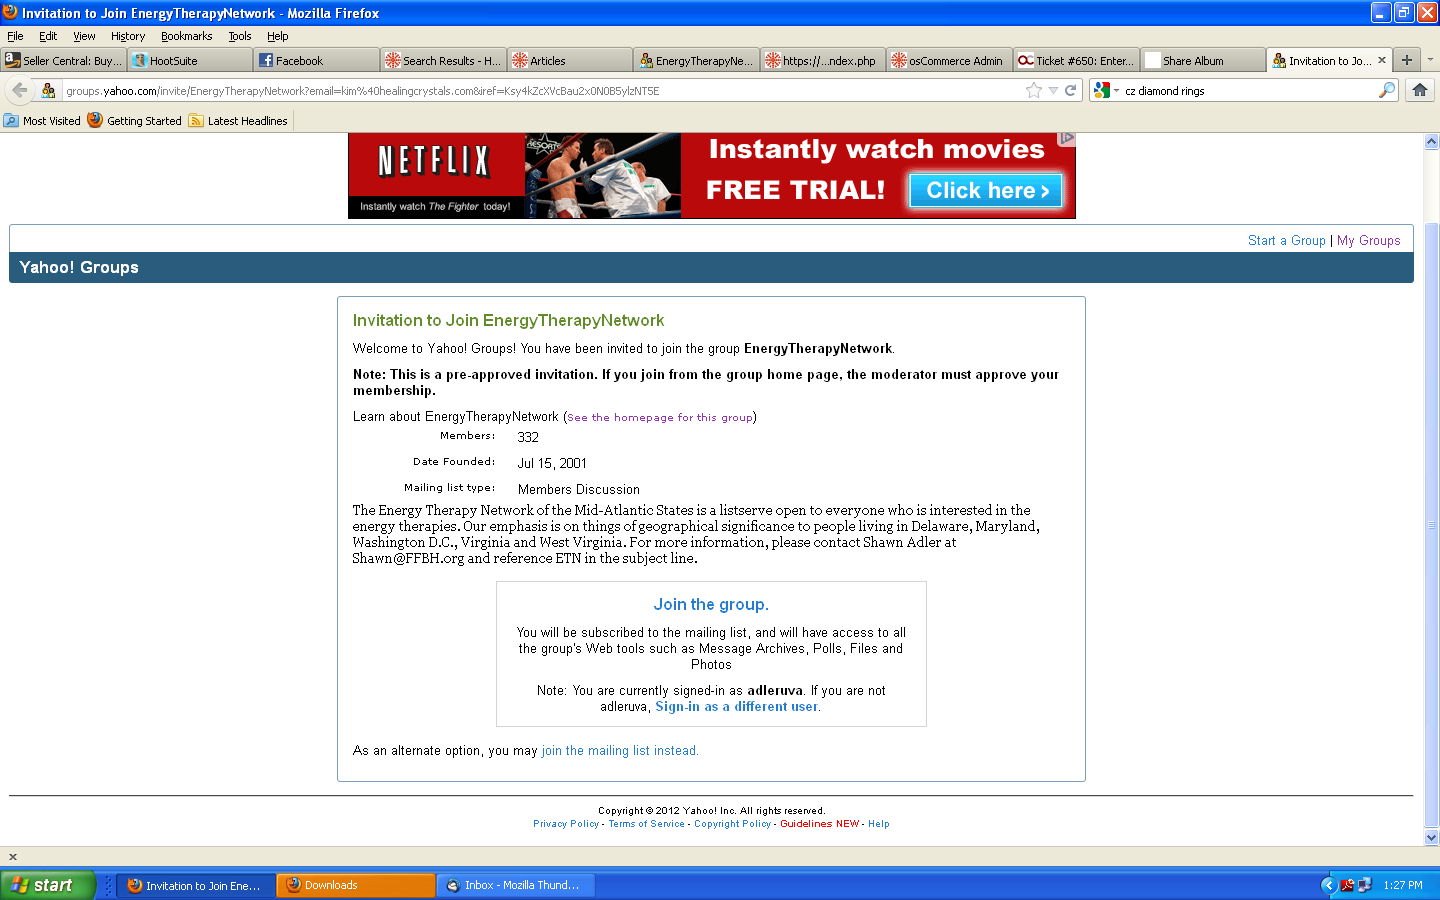 Invitation to Join EnergyTherapyNetwork - Mozilla Firefox
File Edit View History Bookmarks Tools Help
Seller Central: Buy... HootSuite Facebook Search Results - H... Articles EnergyTherapyNe... https://...ndex.php osCommerce Admin Ticket #650: Enter... Share Album Invitation to Jo...
groups.yahoo.com/invite/EnergyTherapyNetwork?email=kim%40healingcrystals.com&iref=Ksy4kZcXVcBau2x0N0B5ylzNT5E cz diamond rings
Most Visited Getting Started Latest Headlines
NETFLIX
Instantly watch The Fighter today!
Instantly watch movies
FREE TRIAL! Click here >
Start a Group | My Groups
Yahoo! Groups
Invitation to Join EnergyTherapyNetwork
Welcome to Yahoo! Groups! You have been invited to join the group EnergyTherapyNetwork.
Note: This is a pre-approved invitation. If you join from the group home page, the moderator must approve your
membership.
Learn about EnergyTherapyNetwork (See the homepage for this group)
Members: 332
Date Founded: Jul 15, 2001
Mailing list type: Members Discussion
The Energy Therapy Network of the Mid-Atlantic States is a listserve open to everyone who is interested in the
energy therapies. Our emphasis is on things of geographical significance to people living in Delaware, Maryland,
Washington D.C., Virginia and West Virginia. For more information, please contact Shawn Adler at
Shawn@FFBH.org and reference ETN in the subject line.
Join the group.
You will be subscribed to the mailing list, and will have access to all
the group's Web tools such as Message Archives, Polls, Files and
Photos
Note: You are currently signed-in as adleruva. If you are not
adleruva, Sign-in as a different user.
As an alternate option, you may join the mailing list instead.
Copyright © 2012 Yahoo! Inc. All rights reserved.
Privacy Policy - Terms of Service - Copyright Policy - Guidelines NEW - Help
start Invitation to Join Ene... Downloads Inbox - Mozilla Thund... 1:27 PM